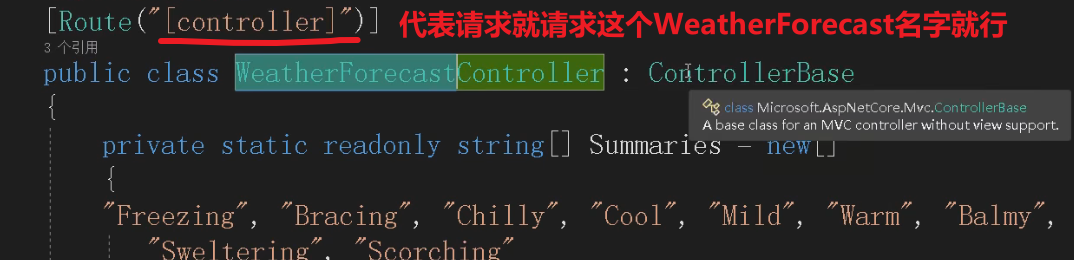 [Route("[controller]")] 代表请求就请求这个WeatherForecast名字就行
3 个引用
public class WeatherForecastController : ControllerBase
class Microsoft.AspNetCore.Mvc.ControllerBase
{
A base class for an MVC controller without view support.
private static readonly string[] Summaries = new[]
{
"Freezing", "Bracing", "Chilly", "Cool", "Mild", "Warm", "Balmy",
"Sweltering", "Scorching"